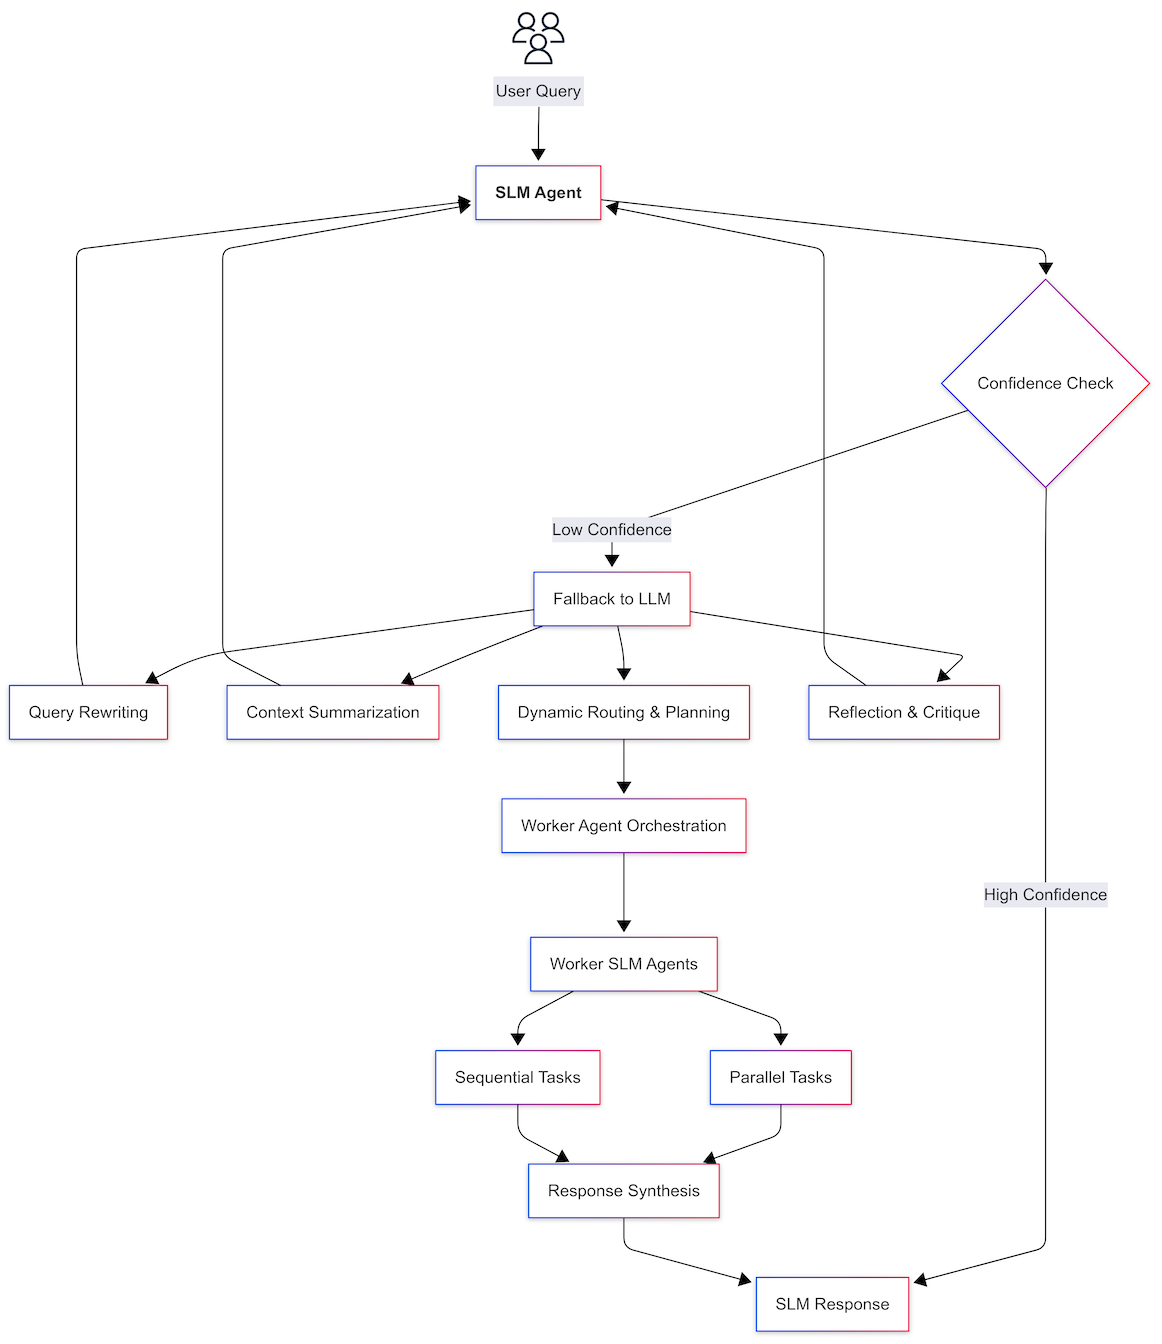 User Query
SLM Agent
Confidence Check
Low Confidence
Fallback to LLM
Query Rewriting
Context Summarization
Dynamic Routing & Planning
Reflection & Critique
Worker Agent Orchestration
High Confidence
Worker SLM Agents
Sequential Tasks
Parallel Tasks
Response Synthesis
SLM Response